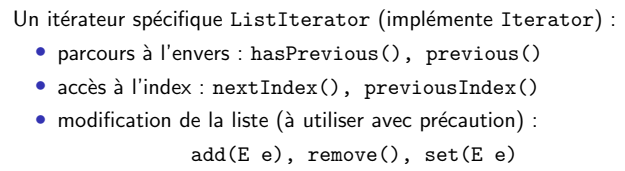 Un itérateur spécifique ListIterator (implémente Iterator) :
• parcours à l'envers : hasPrevious(), previous()
• accès à l'index : nextIndex(), previousIndex()
• modification de la liste (à utiliser avec précaution) :
add(E e), remove(), set(E e)